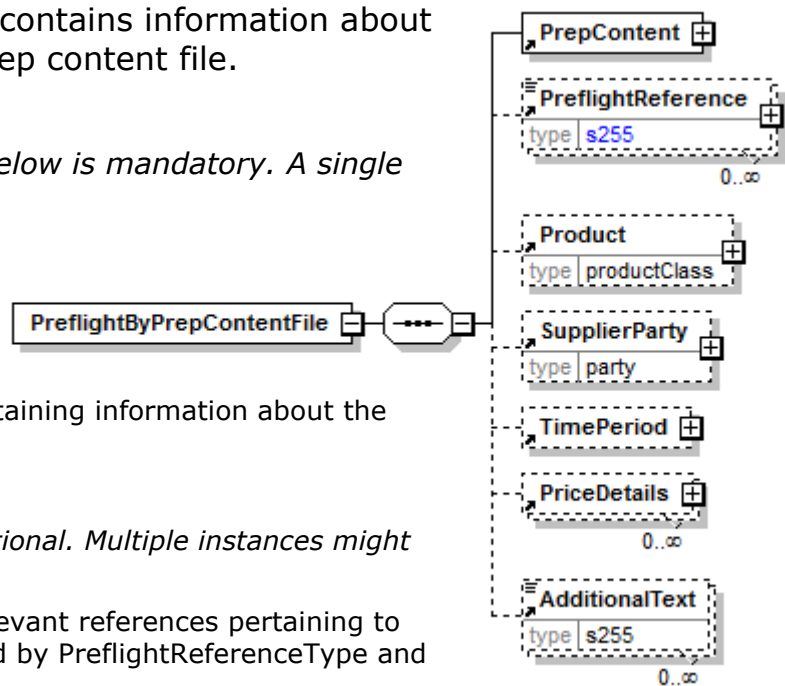 contains information about
ep content file.
elow is mandatory. A single
taining information about the
ional. Multiple instances might
evant references pertaining to
d by PreflightReferenceType and
PreflightByPrepContentFile
PrepContent
PreflightReference
type s255
0..∞
Product
type productClass
SupplierParty
type party
TimePeriod
PriceDetails
0..∞
AdditionalText
type s255
0..∞